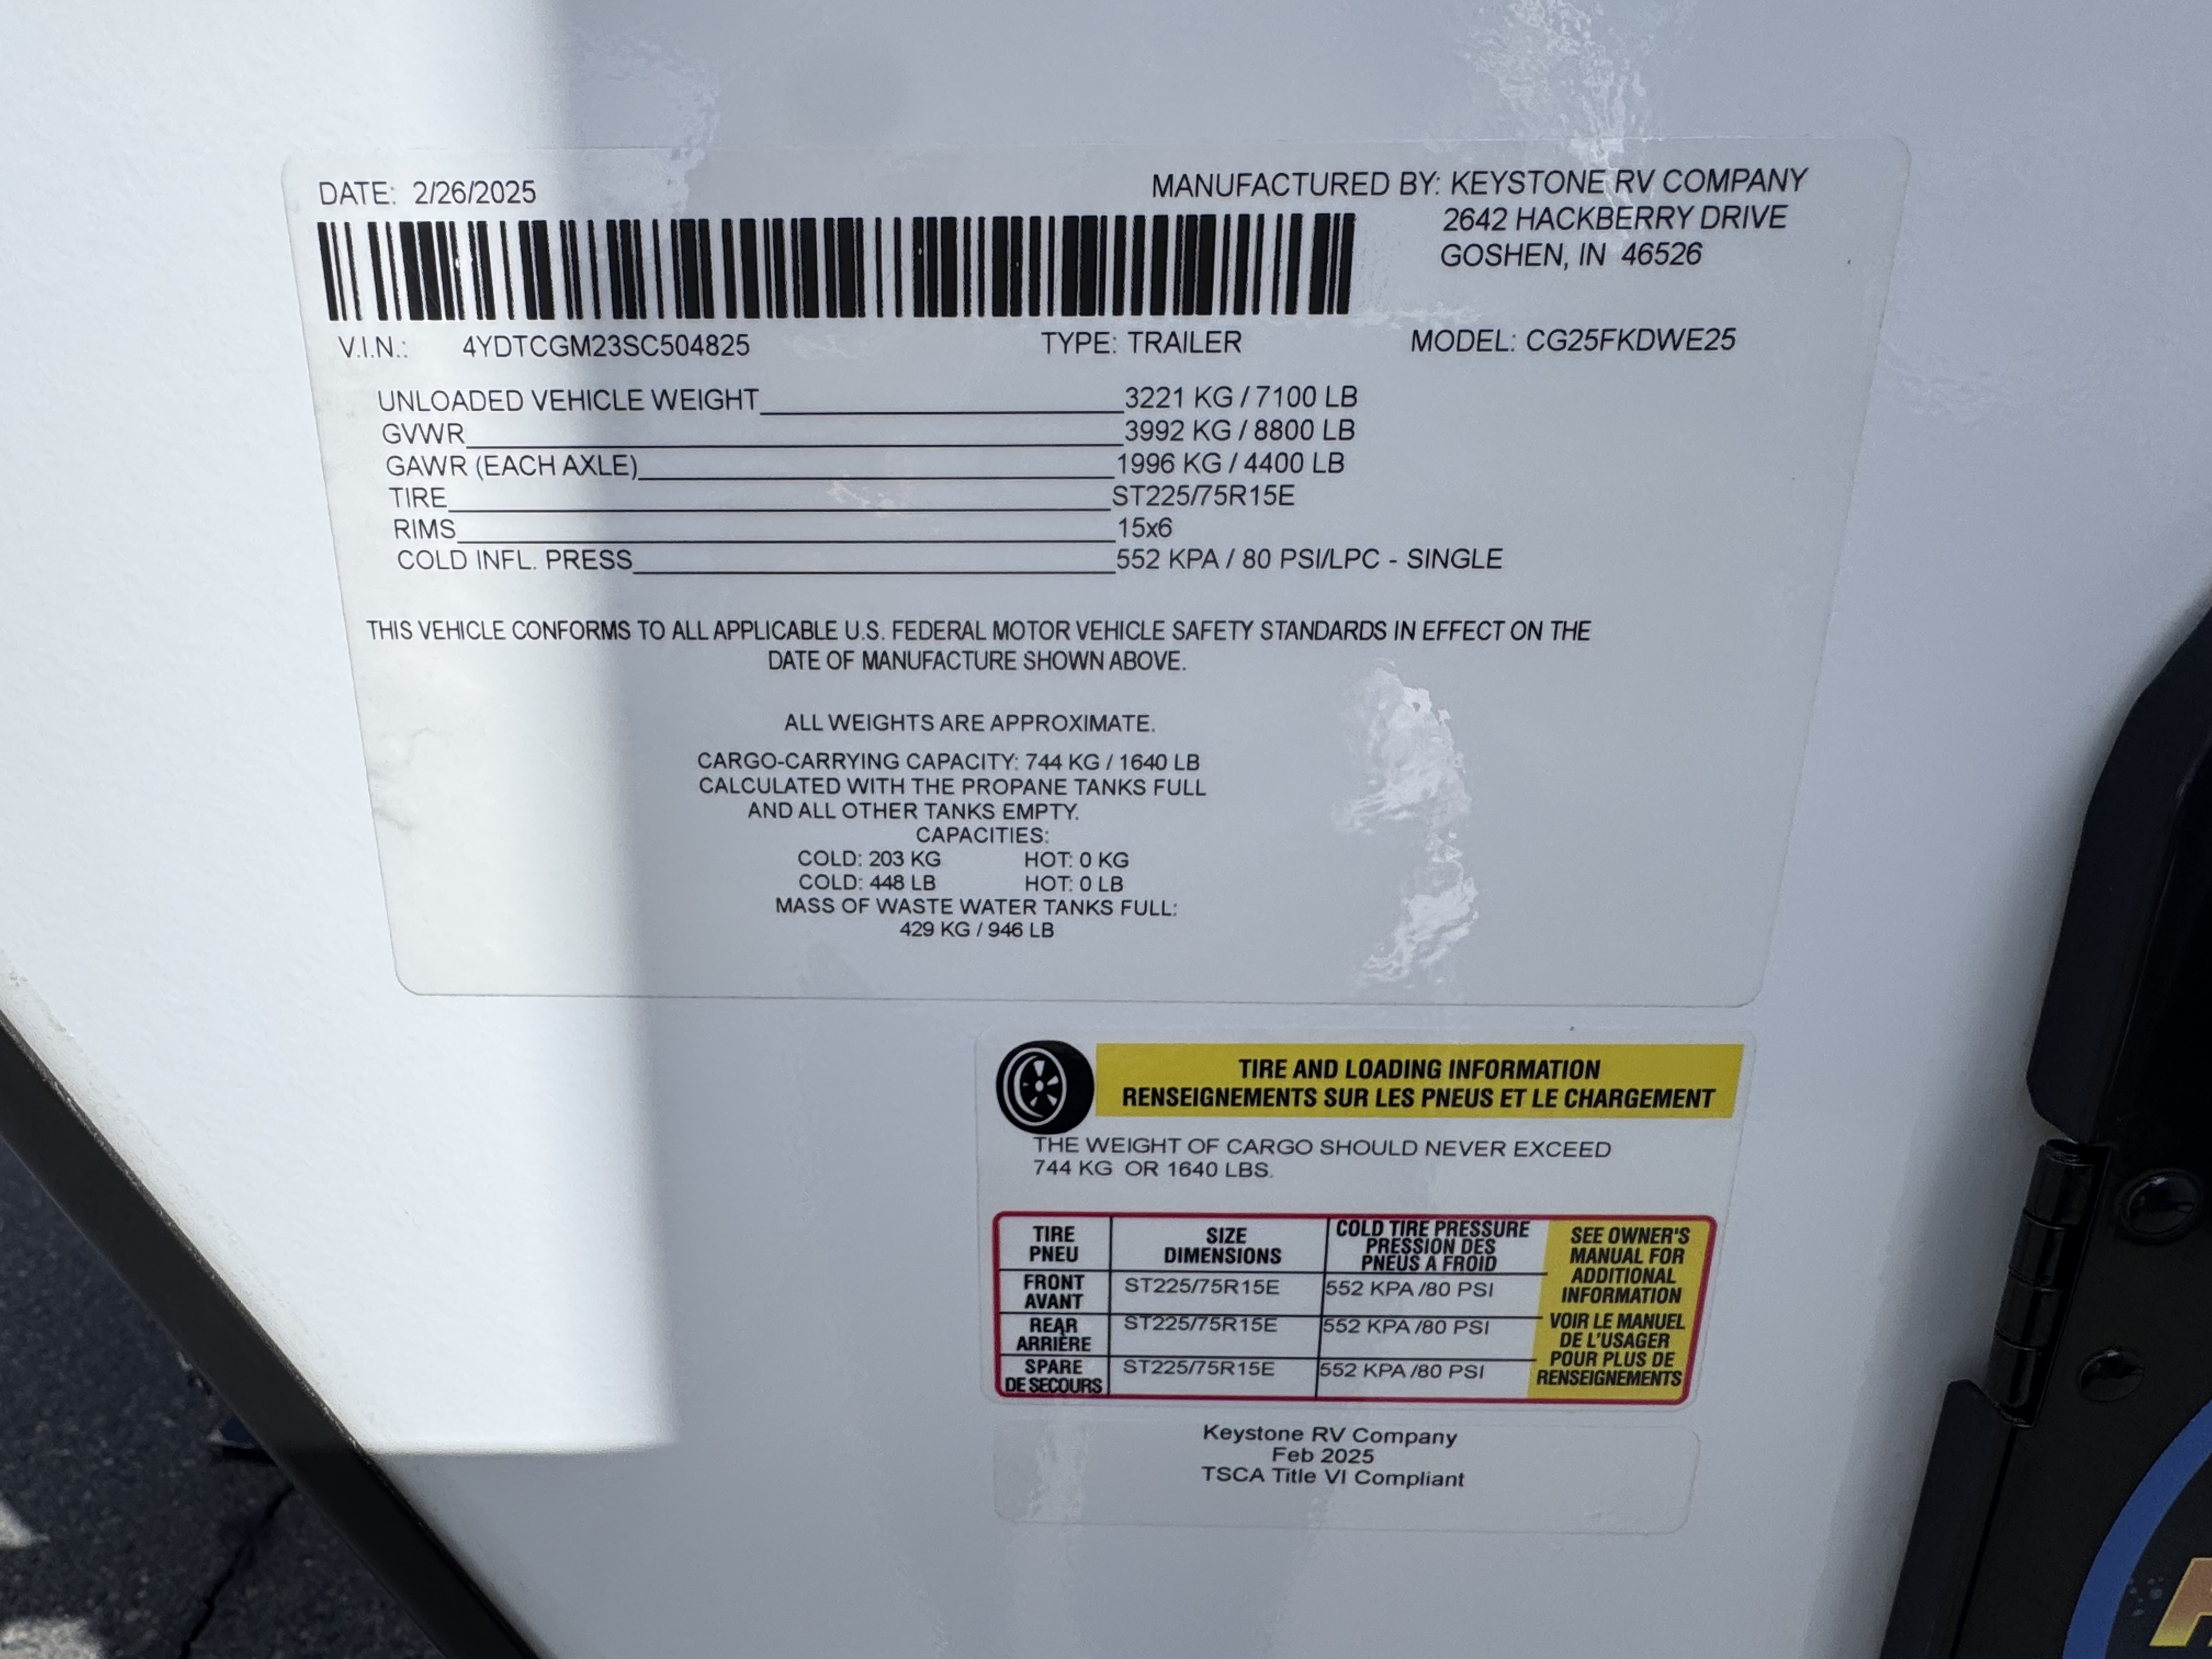 DATE: 2/26/2025
MANUFACTURED BY: KEYSTONE RV COMPANY
2642 HACKBERRY DRIVE
GOSHEN, IN 46526
V.I.N.: 4YDTCGM23SC504825 TYPE: TRAILER MODEL: CG25FKDWE25
UNLOADED VEHICLE WEIGHT 3221 KG / 7100 LB
GVWR 3992 KG / 8800 LB
GAWR (EACH AXLE) 1996 KG / 4400 LB
TIRE ST225/75R15E
RIMS 15x6
COLD INFL. PRESS 552 KPA / 80 PSI/LPC - SINGLE
THIS VEHICLE CONFORMS TO ALL APPLICABLE U.S. FEDERAL MOTOR VEHICLE SAFETY STANDARDS IN EFFECT ON THE
DATE OF MANUFACTURE SHOWN ABOVE.
ALL WEIGHTS ARE APPROXIMATE.
CARGO-CARRYING CAPACITY: 744 KG / 1640 LB
CALCULATED WITH THE PROPANE TANKS FULL
AND ALL OTHER TANKS EMPTY.
CAPACITIES:
COLD: 203 KG HOT: 0 KG
COLD: 448 LB HOT: 0 LB
MASS OF WASTE WATER TANKS FULL:
429 KG / 946 LB
TIRE AND LOADING INFORMATION
RENSEIGNEMENTS SUR LES PNEUS ET LE CHARGEMENT
THE WEIGHT OF CARGO SHOULD NEVER EXCEED
744 KG OR 1640 LBS.
TIRE
PNEU
SIZE
DIMENSIONS
COLD TIRE PRESSURE
PRESSION DES
PNEUS A FROID
FRONT
AVANT
ST225/75R15E
552 KPA /80 PSI
REAR
ARRIÈRE
ST225/75R15E
552 KPA /80 PSI
SPARE
DE SECOURS
ST225/75R15E
552 KPA /80 PSI
SEE OWNER'S
MANUAL FOR
ADDITIONAL
INFORMATION
VOIR LE MANUEL
DE L'USAGER
POUR PLUS DE
RENSEIGNEMENTS
Keystone RV Company
Feb 2025
TSCA Title VI Compliant